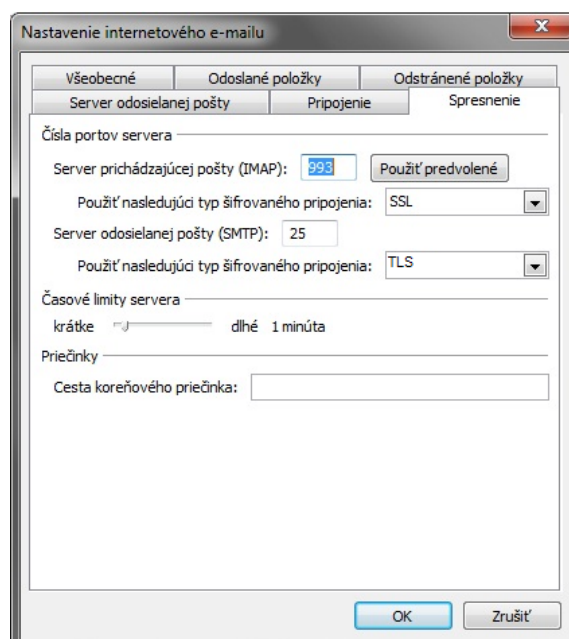 Nastavenie internetového e-mailu
Všeobecné Odoslané položky Odstránené položky
Server odosielanej pošty Pripojenie Spresnenie
Čísla portov servera
Server prichádzajúcej pošty (IMAP): 993 Použiť predvolené
Použiť nasledujúci typ šifrovaného pripojenia: SSL
Server odosielanej pošty (SMTP): 25
Použiť nasledujúci typ šifrovaného pripojenia: TLS
Časové limity servera
krátke dlhé 1 minúta
Priečinky
Cesta koreňového priečinka:
OK Zrušiť